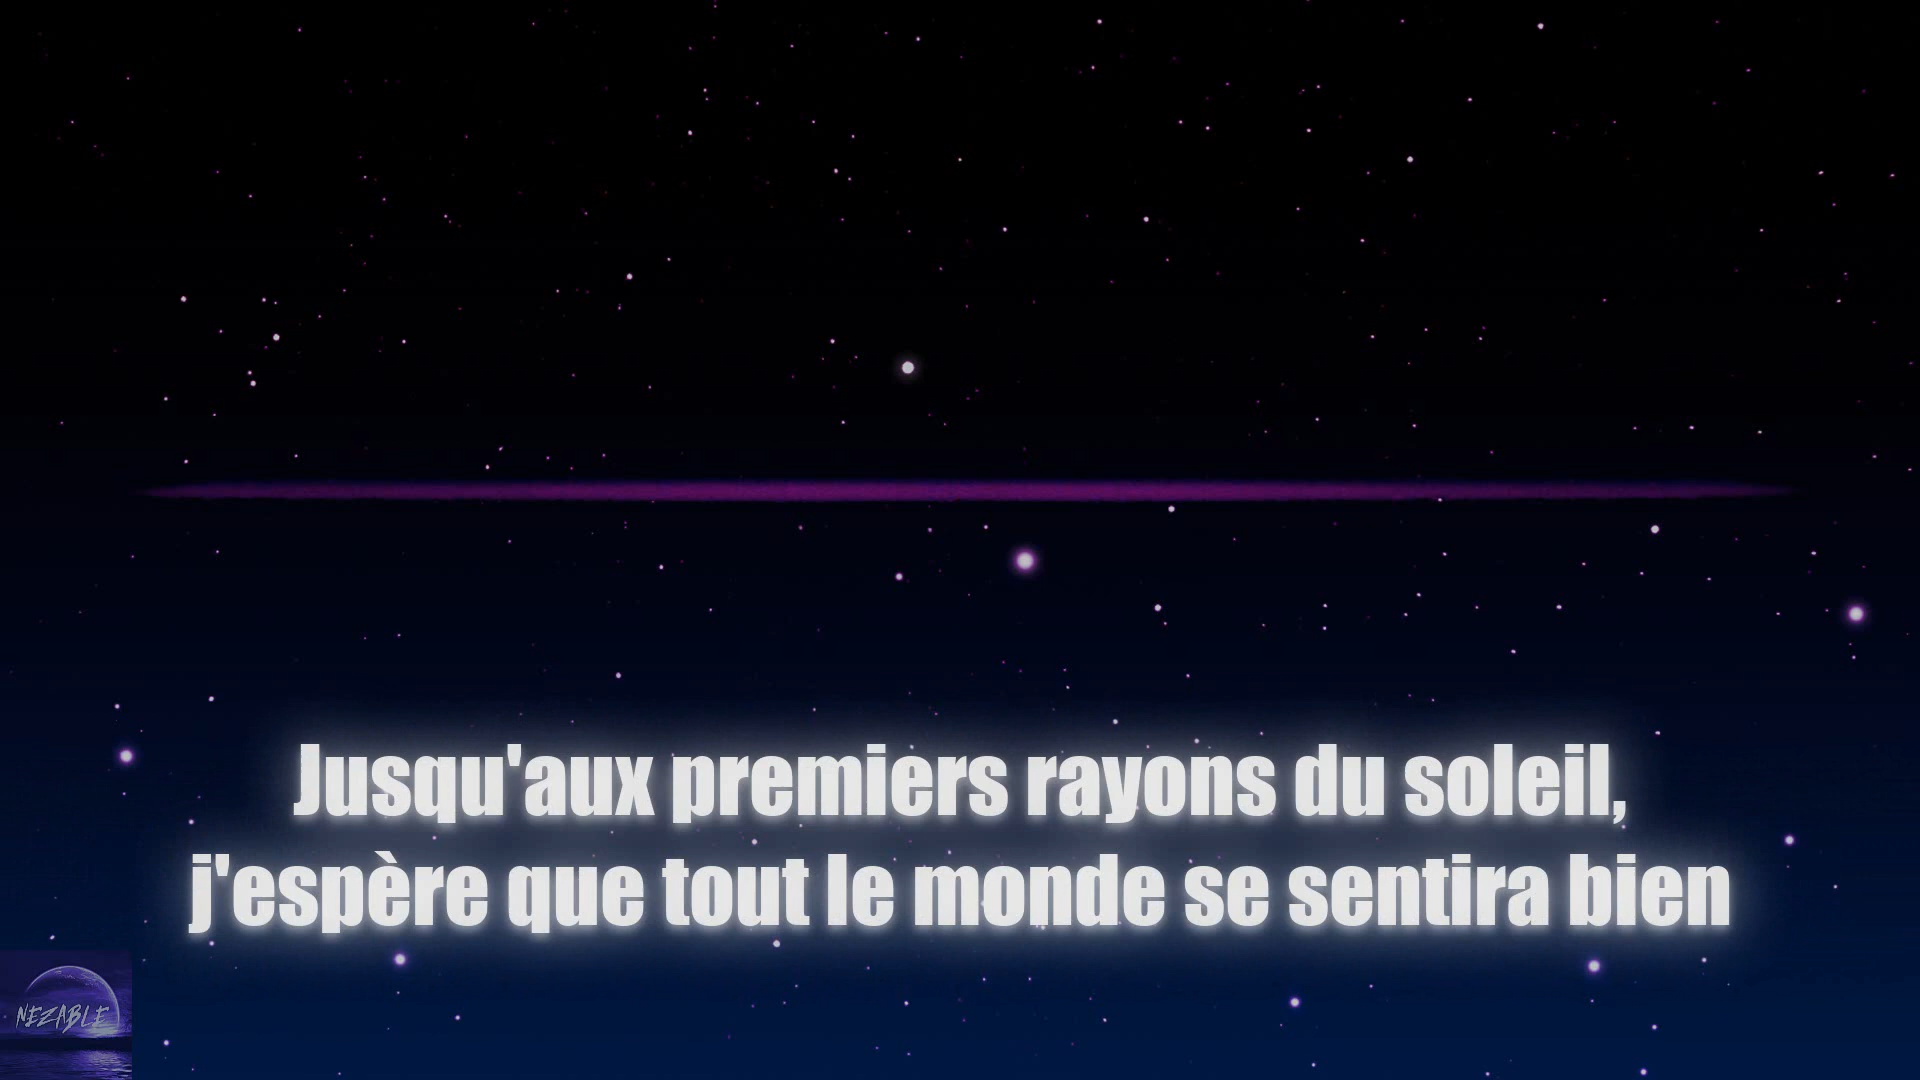 Jusqu'aux premiers rayons du soleil,
j'espère que tout le monde se sentira bien
NEZABLE